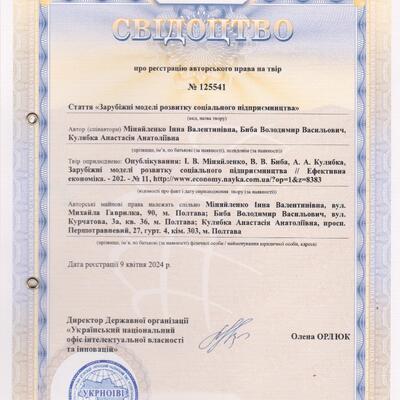 СВІДОЦТВО
про реєстрацію авторського права на твір
№ 125541
Стаття «Зарубіжні моделі розвитку соціального підприємництва»
(вид, назва твору)
Автор (співавтори) Міняйленко Інна Валентинівна, Биба Володимир Васильович,
Кулябка Анастасія Анатоліївна
(прізвище, ім'я, по батькові (за наявності), псевдонім (за наявності))
Твір оприлюднено: Опублікування: І. В. Міняйленко, В. В. Биба, А. А. Кулябка,
Зарубіжні моделі розвитку соціального підприємництва // Ефективна
економіка. - 202. - № 11, http://www.economy.nayka.com.ua/?op=1&z=8383
(відомості про факт і дату оприлюднення твору (за наявності))
Авторські майнові права належать спільно Міняйленко Інна Валентинівна, вул.
Михайла Гаврилка, 90, м. Полтава; Биба Володимир Васильович, вул.
Курчатова, 3а, кв. 36, м. Полтава; Кулябка Анастасія Анатоліївна, просп.
Першотравневий, 27, гурт. 4, кім. 303, м. Полтава
(прізвище, ім'я, по батькові (за наявності) фізичної особи / найменування юридичної особи, адреса)
Дата реєстрації 9 квітня 2024 р.
Директор Державної організації
«Український національний
офіс інтелектуальної власності
та інновацій»
Олена ОРЛЮК
УКРНОІВІ